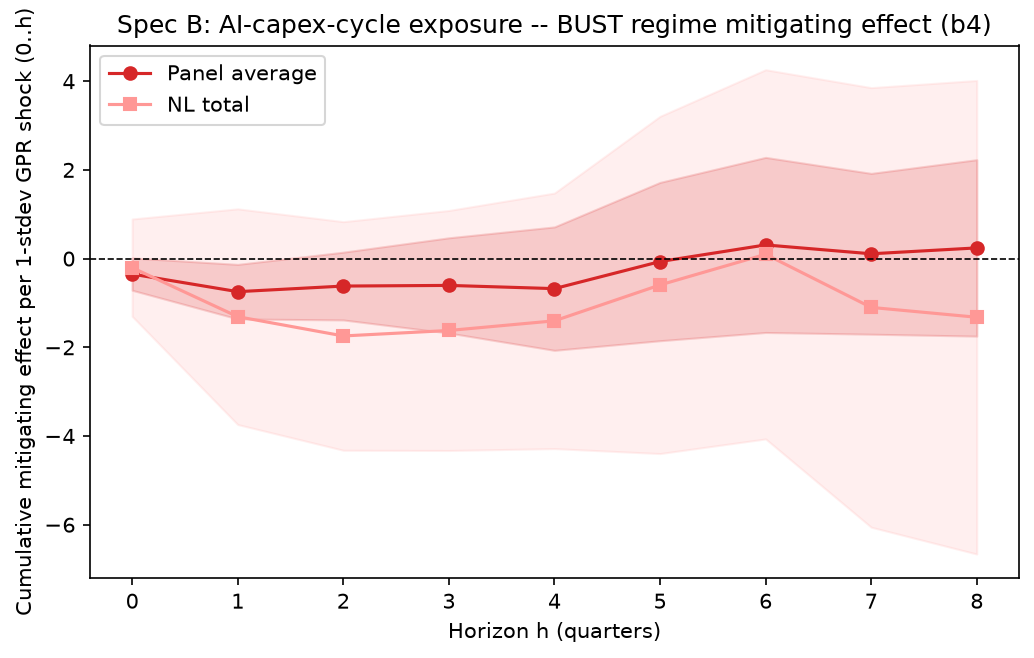 Spec B: AI-capex-cycle exposure -- BUST regime mitigating effect (b4)
Cumulative mitigating effect per 1-stdev GPR shock (0..h)
Panel average
NL total
4
2
0
−2
−4
−6
0 1 2 3 4 5 6 7 8
Horizon h (quarters)